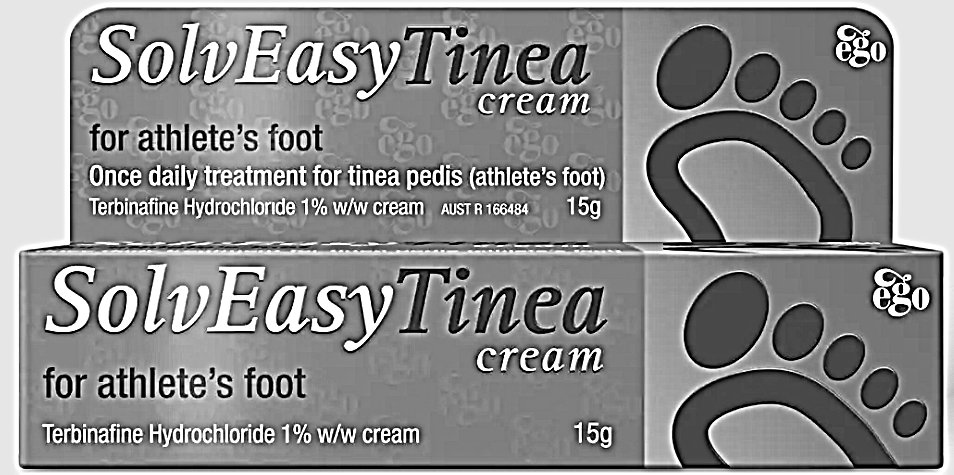 SolvEasyTinea
cream
ego
for athlete's foot
Once daily treatment for tinea pedis (athlete's foot)
Terbinafine Hydrochloride 1% w/w cream AUST R 166484 15g
SolvEasyTinea
cream
ego
for athlete's foot
Terbinafine Hydrochloride 1% w/w cream 15g